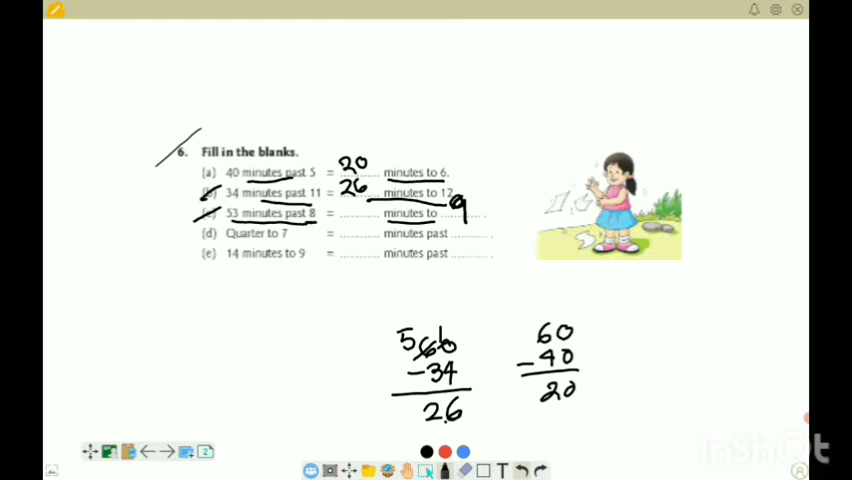 6. Fill in the blanks.
(a) 40 minutes past 5 = 20 minutes to 6.
(b) 34 minutes past 11 = 26 minutes to 12
(c) 53 minutes past 8 = ........... minutes to 9 .
(d) Quarter to 7 = ........... minutes past ............
(e) 14 minutes to 9 = ........... minutes past ............
5 60 60
-34 -40
26 20
InShot
2
T